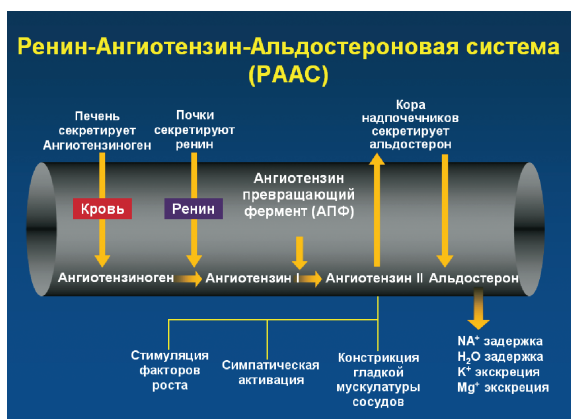 Ренин-Ангиотензин-Альдостероновая система
(РААС)
Печень
секретирует
Ангиотензиноген
Почки
секретируют
ренин
Кора
надпочечников
секретирует
альдостерон
Ангиотензин
превращающий
фермент (АПФ)
Кровь
Ренин
Ангиотензиноген
Ангиотензин I
Ангиотензин II
Альдостерон
Стимуляция
факторов
роста
Симпатическая
активация
Констрикция
гладкой
мускулатуры
сосудов
NA⁺ задержка
H₂O задержка
K⁺ экскреция
Mg⁺ экскреция